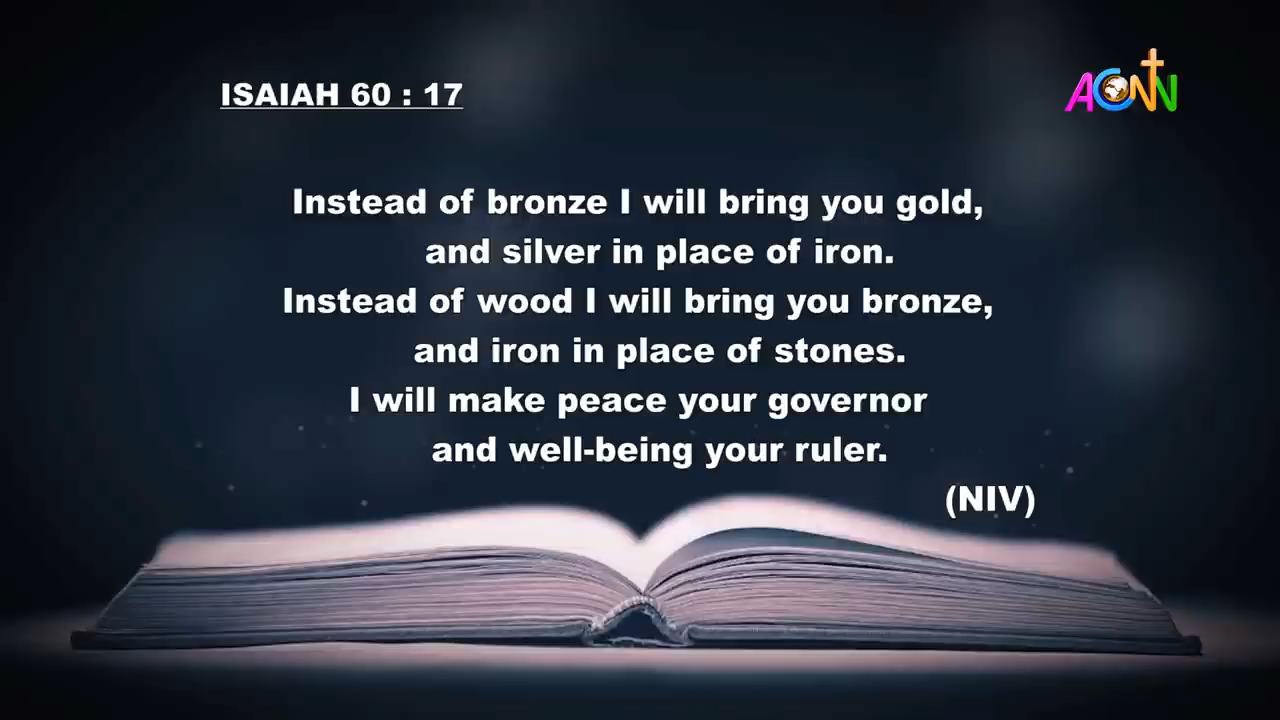 ISAIAH 60 : 17
ACNN
Instead of bronze I will bring you gold,
and silver in place of iron.
Instead of wood I will bring you bronze,
and iron in place of stones.
I will make peace your governor
and well-being your ruler.
(NIV)